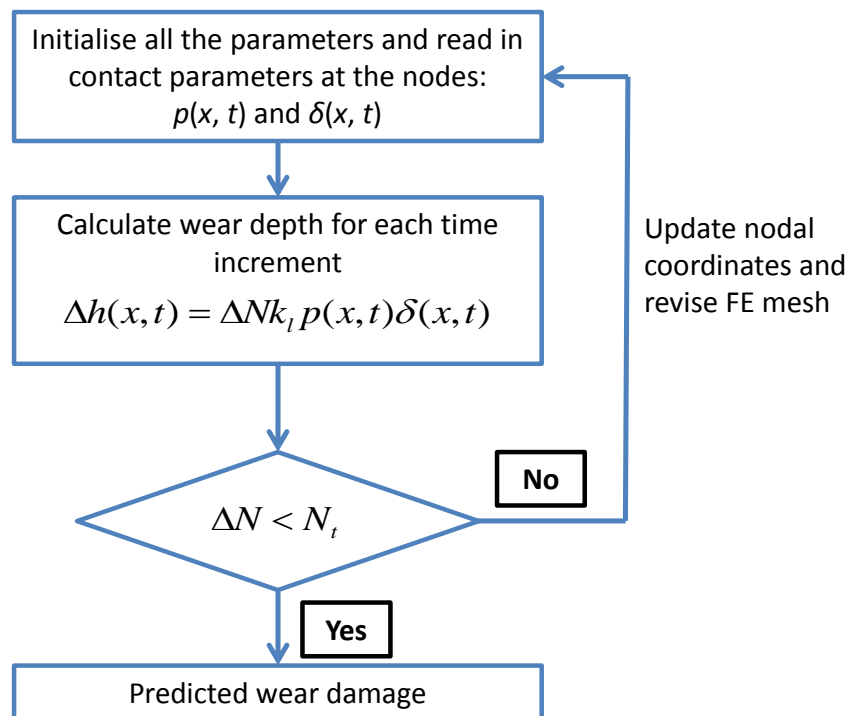 Initialise all the parameters and read in
contact parameters at the nodes:
p(x, t) and δ(x, t)
Calculate wear depth for each time
increment
Δh(x,t) = ΔNk_l p(x,t)δ(x,t)
Update nodal
coordinates and
revise FE mesh
ΔN < N_t
No
Yes
Predicted wear damage